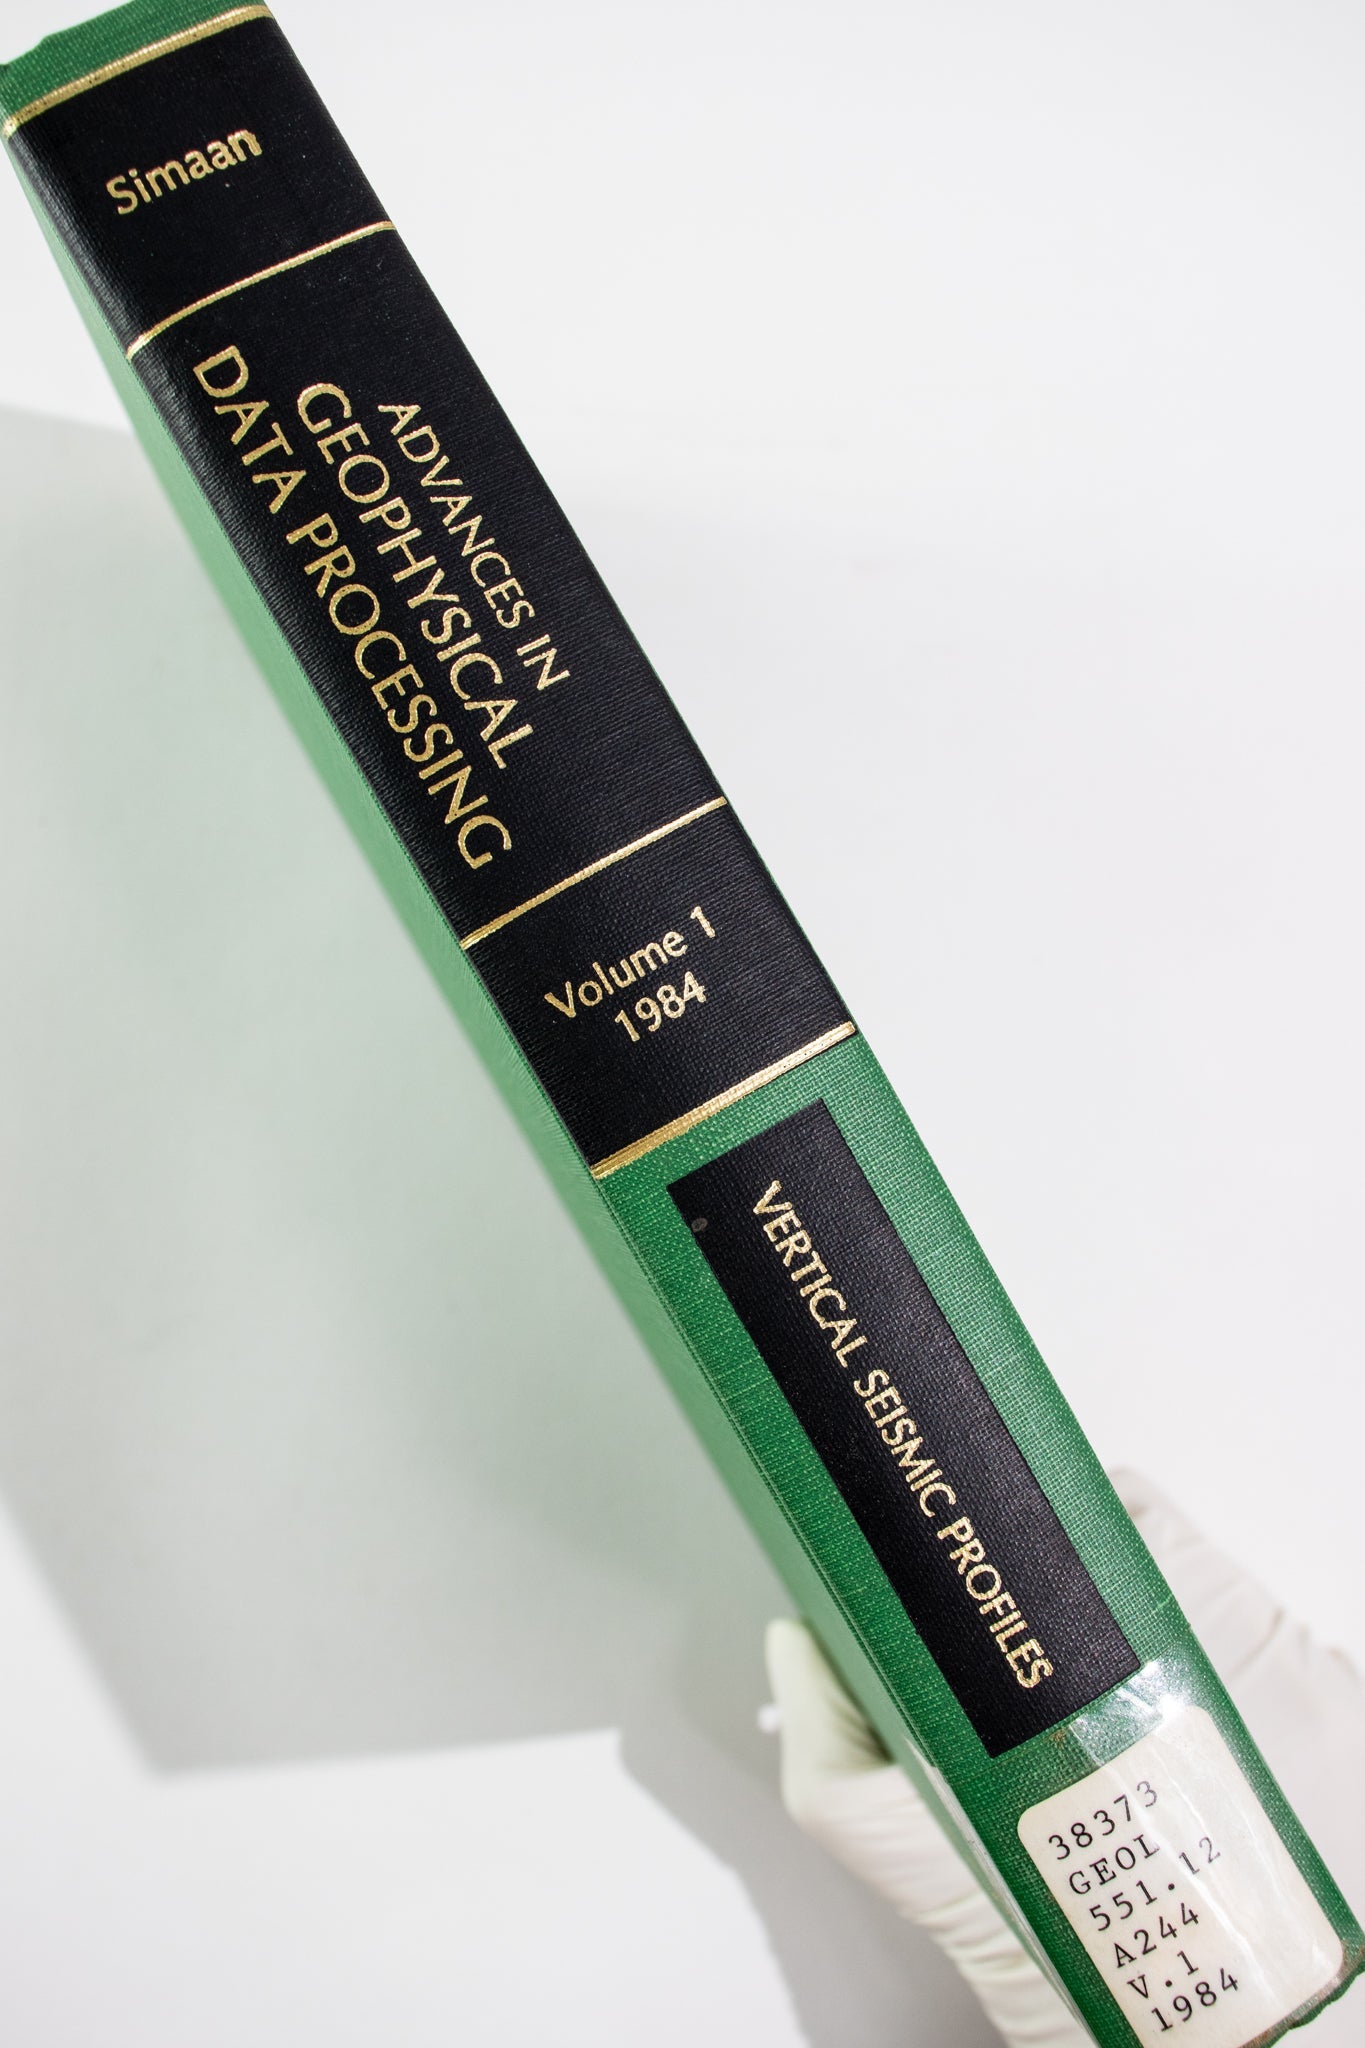 Simaan
ADVANCES IN
GEOPHYSICAL
DATA PROCESSING
Volume 1
1984
VERTICAL SEISMIC PROFILES
38373
GEOL
551.12
A244
V.1
1984